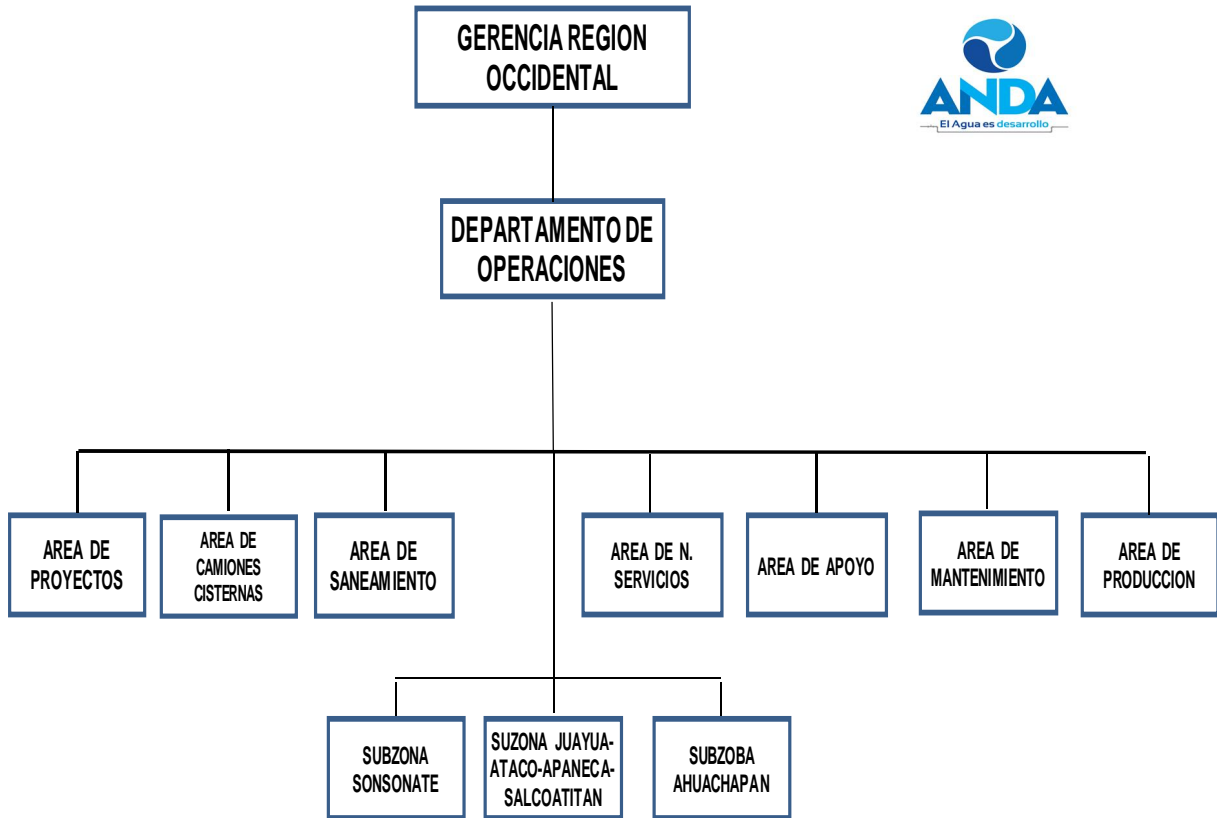 GERENCIA REGION
OCCIDENTAL
ANDA
El Agua es desarrollo
DEPARTAMENTO DE
OPERACIONES
AREA DE
PROYECTOS
AREA DE
CAMIONES
CISTERNAS
AREA DE
SANEAMIENTO
AREA DE N.
SERVICIOS
AREA DE APOYO
AREA DE
MANTENIMIENTO
AREA DE
PRODUCCION
SUBZONA
SONSONATE
SUZONA JUAYUA-
ATACO-APANECA-
SALCOATITAN
SUBZOBA
AHUACHAPAN